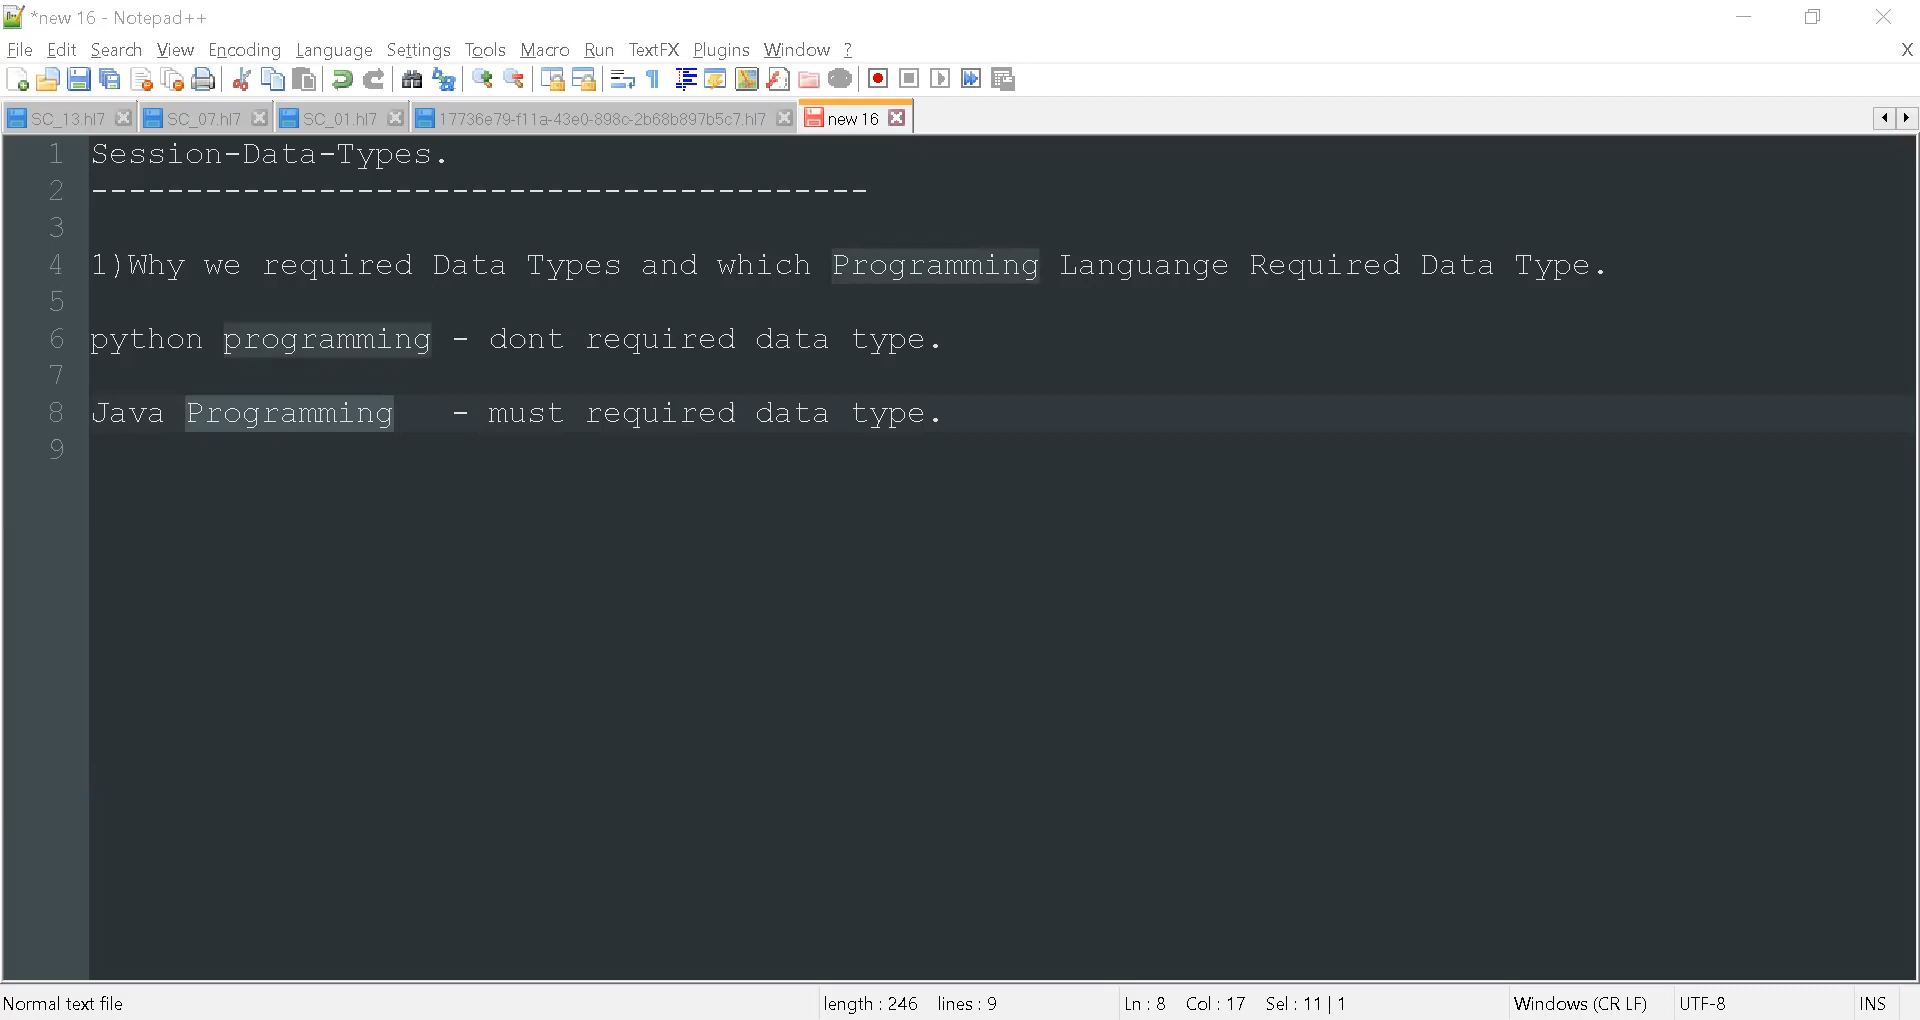 *new 16 - Notepad++
File Edit Search View Encoding Language Settings Tools Macro Run TextFX Plugins Window ? X
SC_13.hl7 SC_07.hl7 SC_01.hl7 17736e79-f11a-43e0-898c-2b68b897b5c7.hl7 new 16
1 Session-Data-Types.
2 -----------------------------------------
3
4 1)Why we required Data Types and which Programming Languange Required Data Type.
5
6 python programming - dont required data type.
7
8 Java Programming   - must required data type.
9
Normal text file length : 246 lines : 9 Ln : 8 Col : 17 Sel : 11 | 1 Windows (CR LF) UTF-8 INS